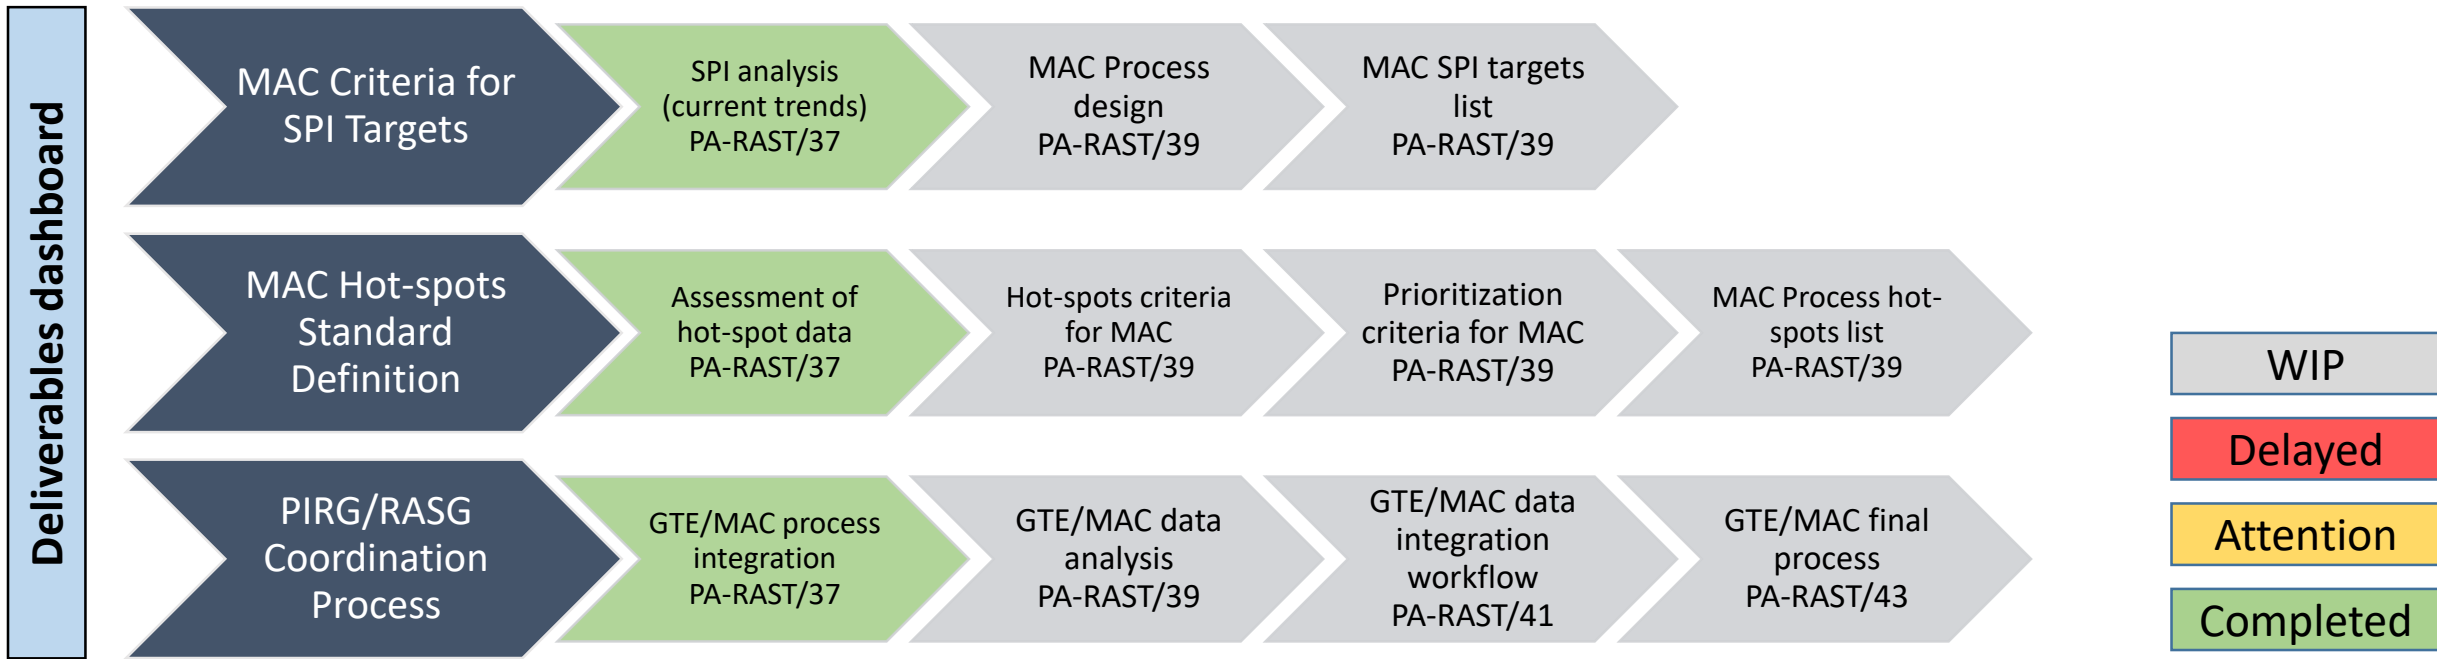 Deliverables dashboard
MAC Criteria for
SPI Targets
SPI analysis
(current trends)
PA-RAST/37
MAC Process
design
PA-RAST/39
MAC SPI targets
list
PA-RAST/39
MAC Hot-spots
Standard
Definition
Assessment of
hot-spot data
PA-RAST/37
Hot-spots criteria
for MAC
PA-RAST/39
Prioritization
criteria for MAC
PA-RAST/39
MAC Process hot-
spots list
PA-RAST/39
PIRG/RASG
Coordination
Process
GTE/MAC process
integration
PA-RAST/37
GTE/MAC data
analysis
PA-RAST/39
GTE/MAC data
integration
workflow
PA-RAST/41
GTE/MAC final
process
PA-RAST/43
WIP
Delayed
Attention
Completed